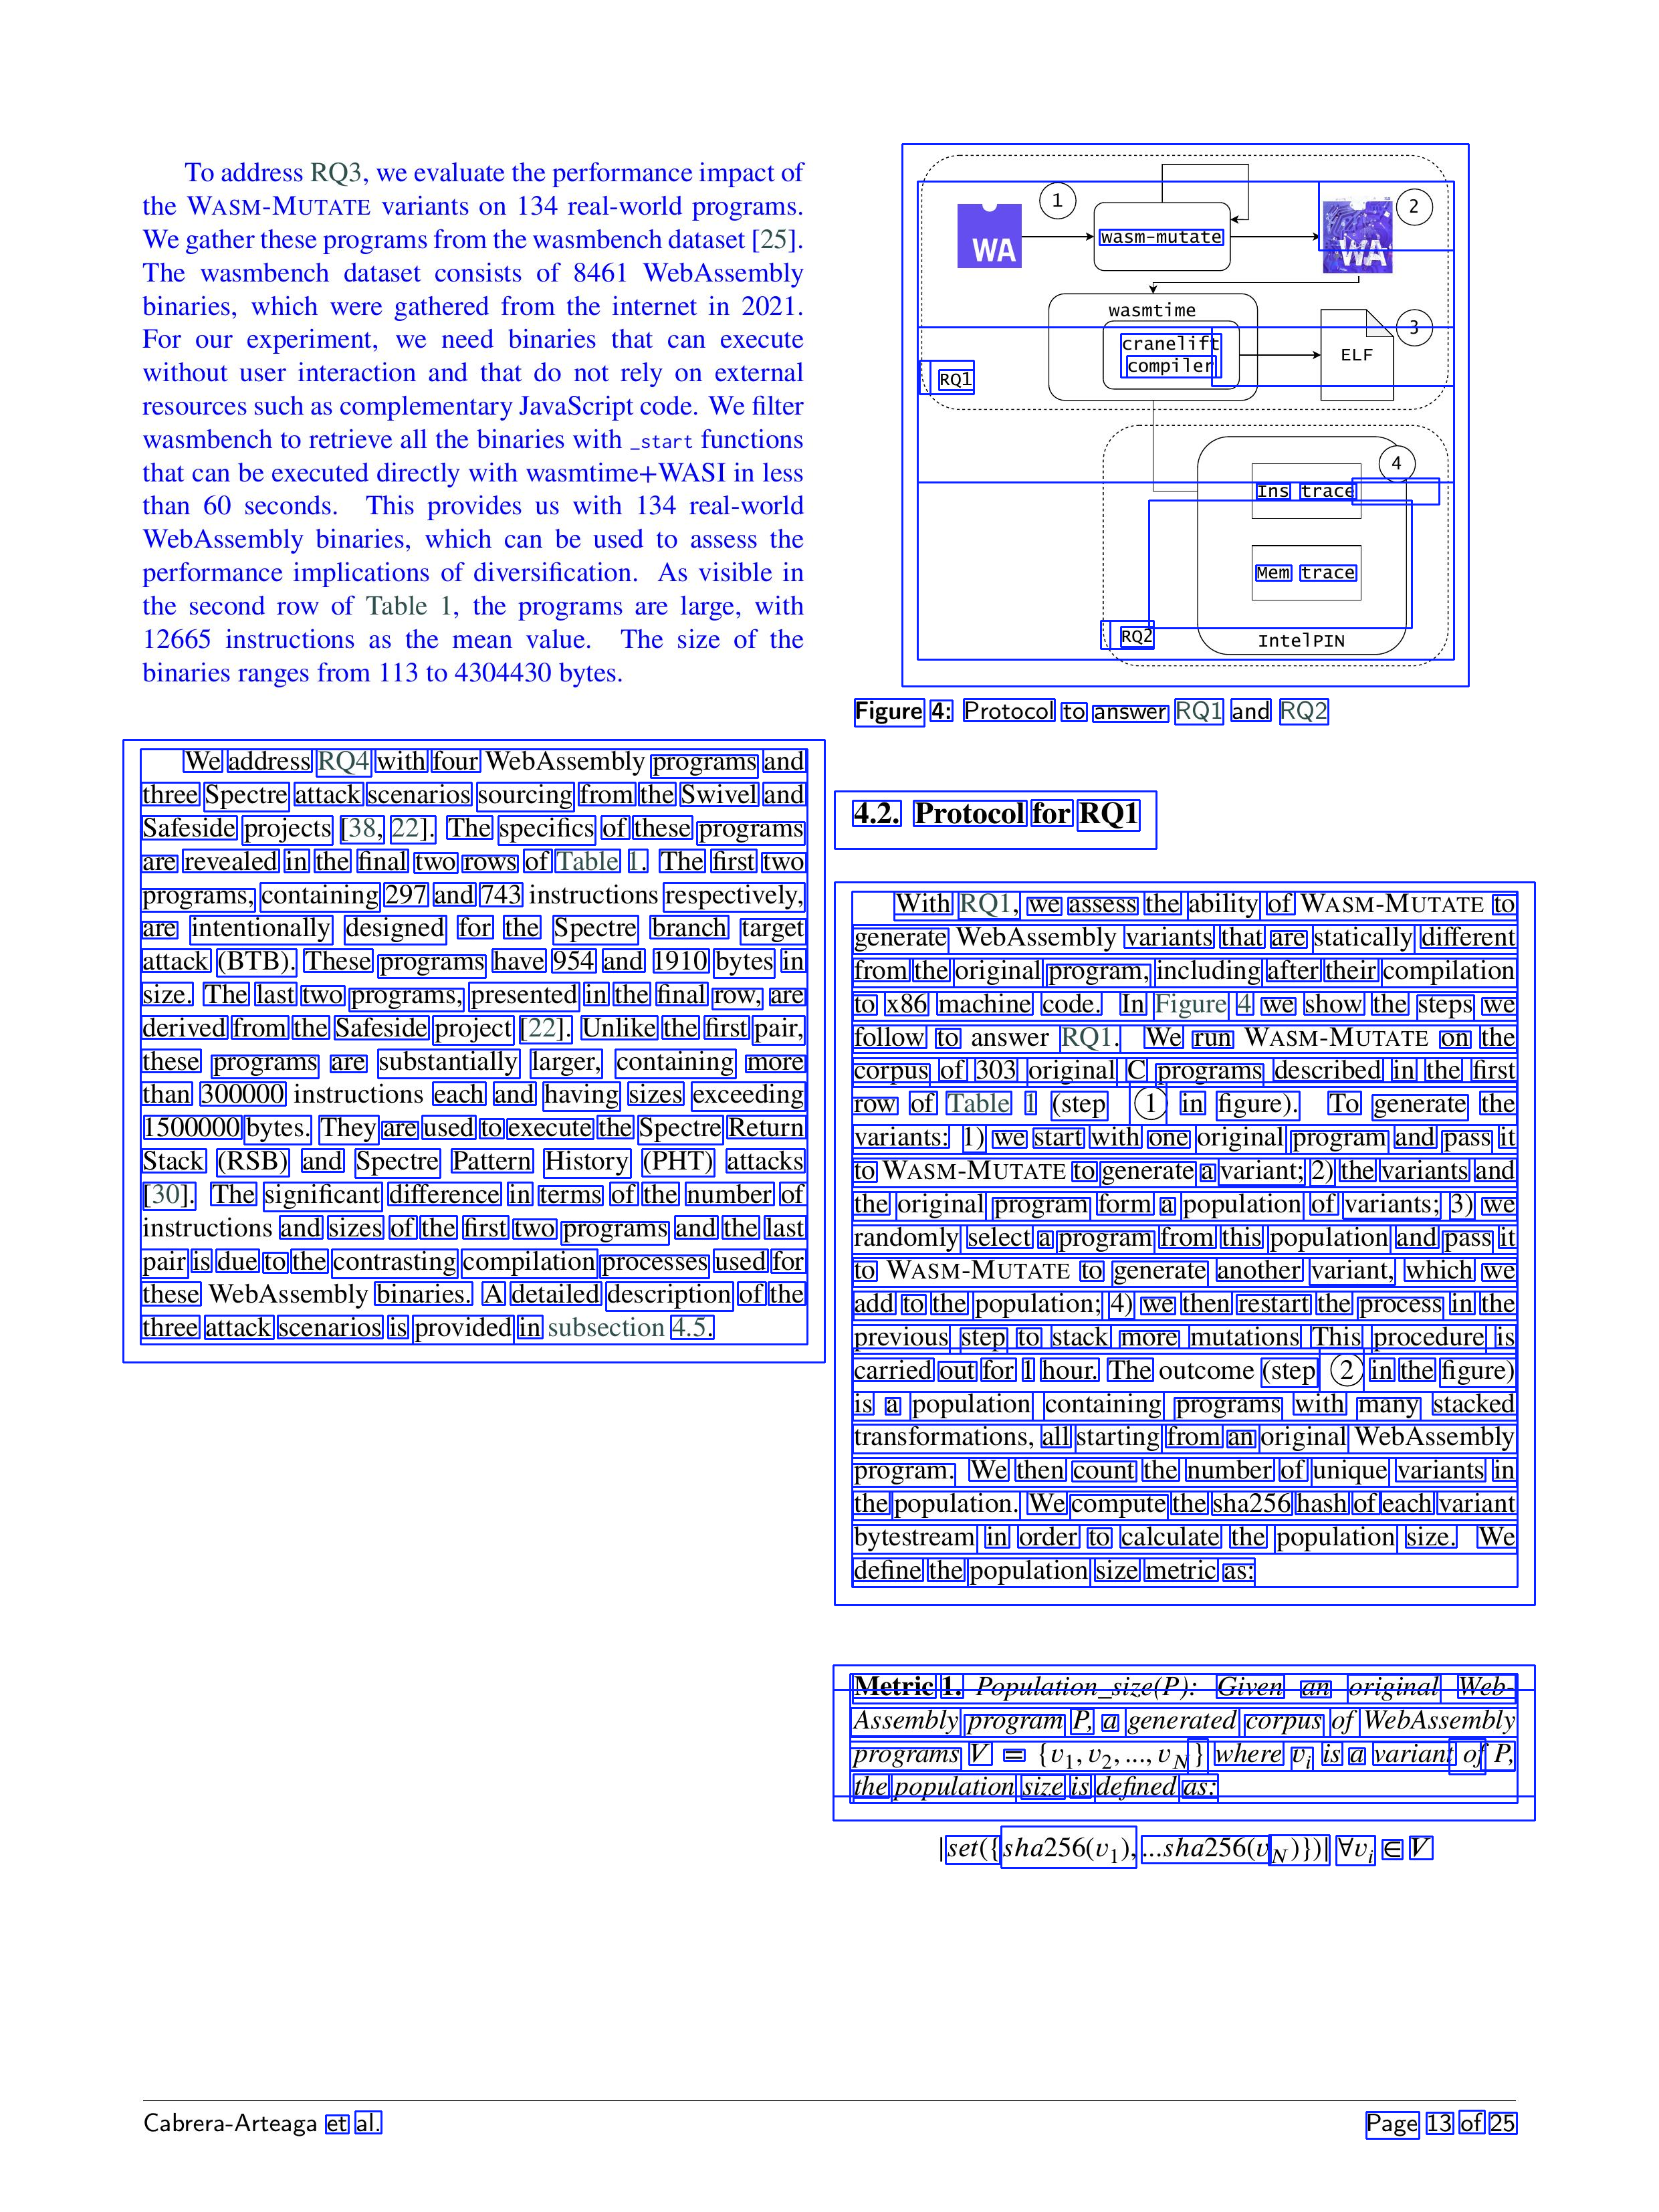 To address RQ3, we evaluate the performance impact of
the WASM-MUTATE variants on 134 real-world programs.
We gather these programs from the wasmbench dataset [25].
The wasmbench dataset consists of 8461 WebAssembly
binaries, which were gathered from the internet in 2021.
For our experiment, we need binaries that can execute
without user interaction and that do not rely on external
resources such as complementary JavaScript code. We filter
wasmbench to retrieve all the binaries with _start functions
that can be executed directly with wasmtime+WASI in less
than 60 seconds. This provides us with 134 real-world
WebAssembly binaries, which can be used to assess the
performance implications of diversification. As visible in
the second row of Table 1, the programs are large, with
12665 instructions as the mean value. The size of the
binaries ranges from 113 to 4304430 bytes.
We address RQ4 with four WebAssembly programs and
three Spectre attack scenarios sourcing from the Swivel and
Safeside projects [38, 22]. The specifics of these programs
are revealed in the final two rows of Table 1. The first two
programs, containing 297 and 743 instructions respectively,
are intentionally designed for the Spectre branch target
attack (BTB). These programs have 954 and 1910 bytes in
size. The last two programs, presented in the final row, are
derived from the Safeside project [22]. Unlike the first pair,
these programs are substantially larger, containing more
than 300000 instructions each and having sizes exceeding
1500000 bytes. They are used to execute the Spectre Return
Stack (RSB) and Spectre Pattern History (PHT) attacks
[30]. The significant difference in terms of the number of
instructions and sizes of the first two programs and the last
pair is due to the contrasting compilation processes used for
these WebAssembly binaries. A detailed description of the
three attack scenarios is provided in subsection 4.5.
1
2
WA
wasm-mutate
WA
wasmtime
3
cranelift
compiler
ELF
RQ1
4
Ins trace
Mem trace
RQ2
IntelPIN
Figure 4: Protocol to answer RQ1 and RQ2
4.2. Protocol for RQ1
With RQ1, we assess the ability of WASM-MUTATE to
generate WebAssembly variants that are statically different
from the original program, including after their compilation
to x86 machine code. In Figure 4 we show the steps we
follow to answer RQ1. We run WASM-MUTATE on the
corpus of 303 original C programs described in the first
row of Table 1 (step ① in figure). To generate the
variants: 1) we start with one original program and pass it
to WASM-MUTATE to generate a variant; 2) the variants and
the original program form a population of variants; 3) we
randomly select a program from this population and pass it
to WASM-MUTATE to generate another variant, which we
add to the population; 4) we then restart the process in the
previous step to stack more mutations This procedure is
carried out for 1 hour. The outcome (step ② in the figure)
is a population containing programs with many stacked
transformations, all starting from an original WebAssembly
program. We then count the number of unique variants in
the population. We compute the sha256 hash of each variant
bytestream in order to calculate the population size. We
define the population size metric as:
Metric 1. Population_size(P): Given an original Web-
Assembly program P, a generated corpus of WebAssembly
programs V = {v₁, v₂, ..., v_N} where vᵢ is a variant of P,
the population size is defined as:
|set({sha256(v₁), ...sha256(v_N)})| ∀vᵢ ∈ V
Cabrera-Arteaga et al.
Page 13 of 25